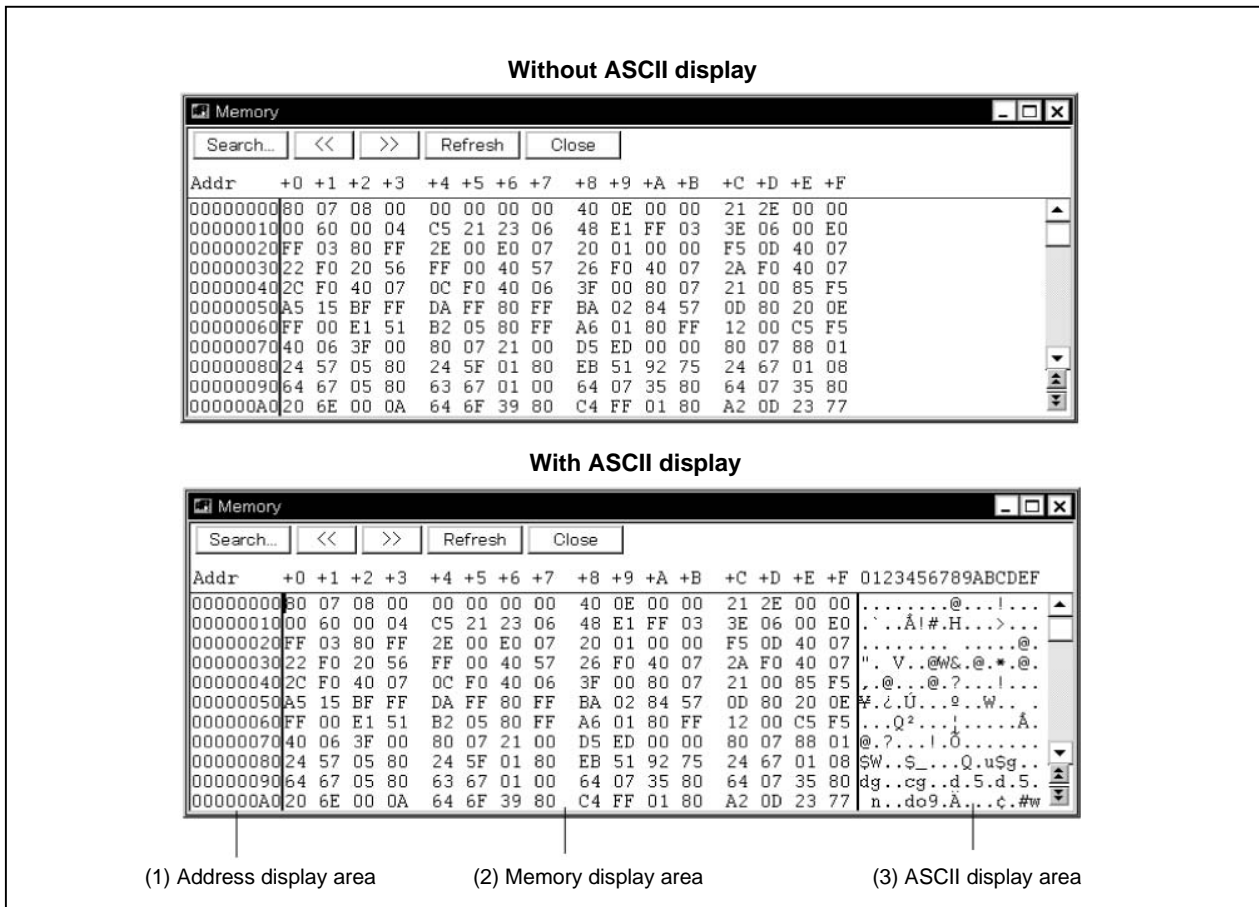 Without ASCII display
Memory
Search... << >> Refresh Close
Addr +0 +1 +2 +3 +4 +5 +6 +7 +8 +9 +A +B +C +D +E +F
00000000 80 07 08 00 00 00 00 00 40 0E 00 00 21 2E 00 00
00000010 00 60 00 04 C5 21 23 06 48 E1 FF 03 3E 06 00 E0
00000020 FF 03 80 FF 2E 00 E0 07 20 01 00 00 F5 0D 40 07
00000030 22 F0 20 56 FF 00 40 57 26 F0 40 07 2A F0 40 07
00000040 2C F0 40 07 0C F0 40 06 3F 00 80 07 21 00 85 F5
00000050 A5 15 BF FF DA FF 80 FF BA 02 84 57 0D 80 20 0E
00000060 FF 00 E1 51 B2 05 80 FF A6 01 80 FF 12 00 C5 F5
00000070 40 06 3F 00 80 07 21 00 D5 ED 00 00 80 07 88 01
00000080 24 57 05 80 24 5F 01 80 EB 51 92 75 24 67 01 08
00000090 64 67 05 80 63 67 01 00 64 07 35 80 64 07 35 80
000000A0 20 6E 00 0A 64 6F 39 80 C4 FF 01 80 A2 0D 23 77
With ASCII display
Memory
Search... << >> Refresh Close
Addr +0 +1 +2 +3 +4 +5 +6 +7 +8 +9 +A +B +C +D +E +F 0123456789ABCDEF
00000000 80 07 08 00 00 00 00 00 40 0E 00 00 21 2E 00 00 ........@...!...
00000010 00 60 00 04 C5 21 23 06 48 E1 FF 03 3E 06 00 E0 .`..Å!#.H...>...
00000020 FF 03 80 FF 2E 00 E0 07 20 01 00 00 F5 0D 40 07 ........ .....@.
00000030 22 F0 20 56 FF 00 40 57 26 F0 40 07 2A F0 40 07 ". V..@W&.@.*.@.
00000040 2C F0 40 07 0C F0 40 06 3F 00 80 07 21 00 85 F5 ,.@...@.?...!...
00000050 A5 15 BF FF DA FF 80 FF BA 02 84 57 0D 80 20 0E ¥.¿.Ú...º..W.. .
00000060 FF 00 E1 51 B2 05 80 FF A6 01 80 FF 12 00 C5 F5 ...Q²...¦.....Å.
00000070 40 06 3F 00 80 07 21 00 D5 ED 00 00 80 07 88 01 @.?...!.Õ.......
00000080 24 57 05 80 24 5F 01 80 EB 51 92 75 24 67 01 08 $W..$_...Q.u$g..
00000090 64 67 05 80 63 67 01 00 64 07 35 80 64 07 35 80 dg..cg..d.5.d.5.
000000A0 20 6E 00 0A 64 6F 39 80 C4 FF 01 80 A2 0D 23 77 n..do9.Ä...¢.#w
(1) Address display area (2) Memory display area (3) ASCII display area